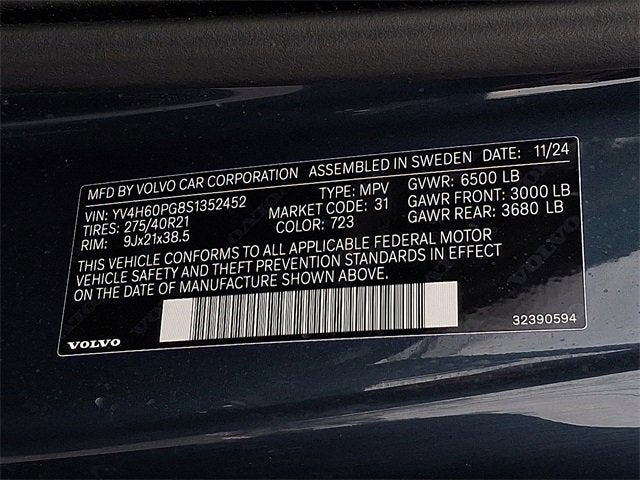 MFD BY VOLVO CAR CORPORATION ASSEMBLED IN SWEDEN DATE: 11/24
VIN: YV4H60PG8S1352452 TYPE: MPV GVWR: 6500 LB
TIRES: 275/40R21 MARKET CODE: 31 GAWR FRONT: 3000 LB
RIM: 9Jx21x38.5 COLOR: 723 GAWR REAR: 3680 LB
THIS VEHICLE CONFORMS TO ALL APPLICABLE FEDERAL MOTOR
VEHICLE SAFETY AND THEFT PREVENTION STANDARDS IN EFFECT
ON THE DATE OF MANUFACTURE SHOWN ABOVE.
VOLVO 32390594